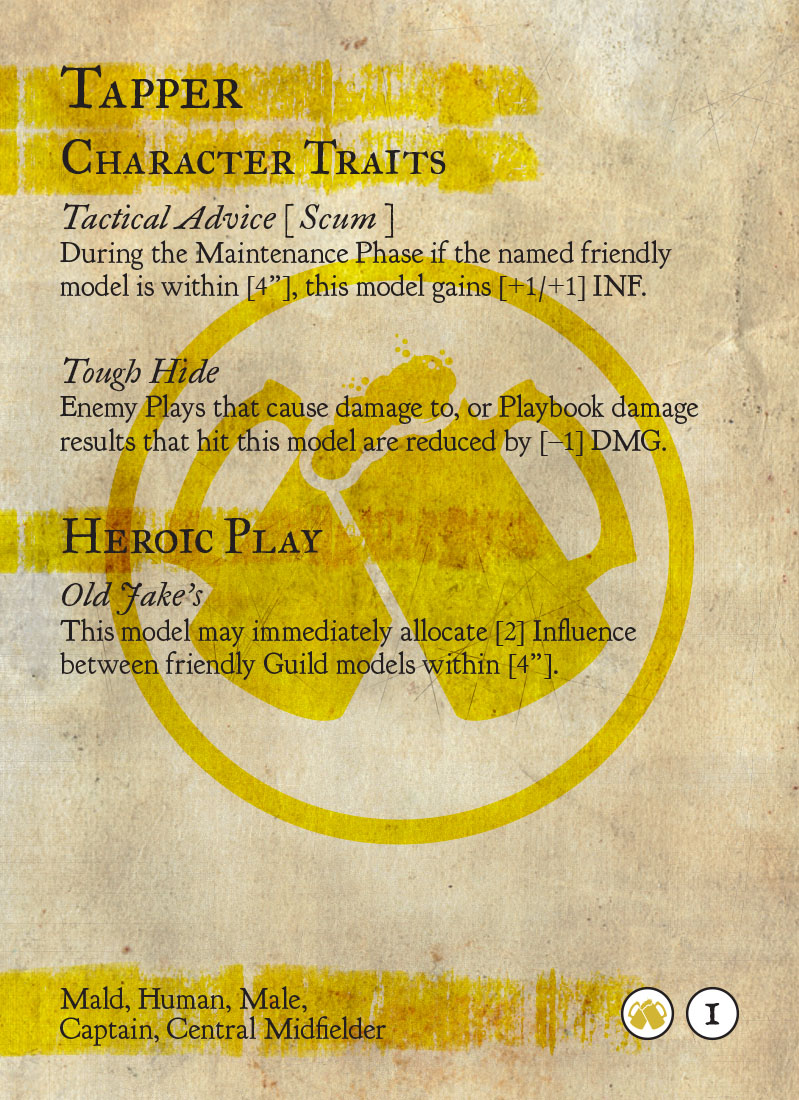 Tapper
Character Traits
Tactical Advice [ Scum ]
During the Maintenance Phase if the named friendly
model is within [4”], this model gains [+1/+1] INF.
Tough Hide
Enemy Plays that cause damage to, or Playbook damage
results that hit this model are reduced by [–1] DMG.
Heroic Play
Old Jake’s
This model may immediately allocate [2] Influence
between friendly Guild models within [4”].
Mald, Human, Male,
Captain, Central Midfielder
1